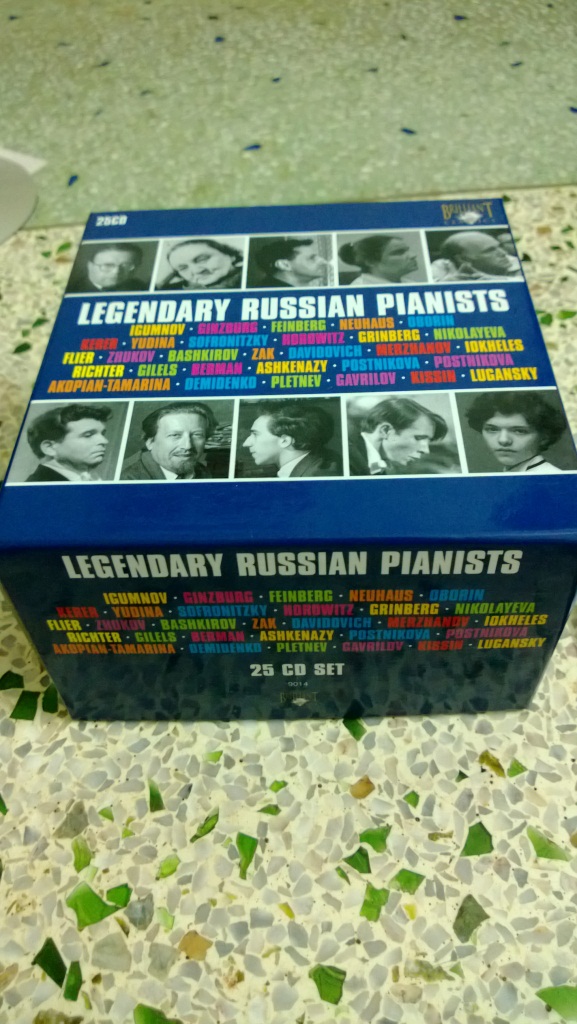 25CD
BRILLIANT
CLASSICS
LEGENDARY RUSSIAN PIANISTS
IGUMNOV · GINZBURG · FEINBERG · NEUHAUS · OBORIN
KERER · YUDINA · SOFRONITZKY · HOROWITZ · GRINBERG · NIKOLAYEVA
FLIER · ZHUKOV · BASHKIROV · ZAK · DAVIDOVICH · MERZHANOV · IOKHELES
RICHTER · GILELS · BERMAN · ASHKENAZY · POSTNIKOVA · POSTNIKOVA
AKOPIAN-TAMARINA · DEMIDENKO · PLETNEV · GAVRILOV · KISSIN · LUGANSKY
LEGENDARY RUSSIAN PIANISTS
IGUMNOV · GINZBURG · FEINBERG · NEUHAUS · OBORIN
KERER · YUDINA · SOFRONITZKY · HOROWITZ · GRINBERG · NIKOLAYEVA
FLIER · ZHUKOV · BASHKIROV · ZAK · DAVIDOVICH · MERZHANOV · IOKHELES
RICHTER · GILELS · BERMAN · ASHKENAZY · POSTNIKOVA · POSTNIKOVA
AKOPIAN-TAMARINA · DEMIDENKO · PLETNEV · GAVRILOV · KISSIN · LUGANSKY
25 CD SET
9014
BRILLIANT